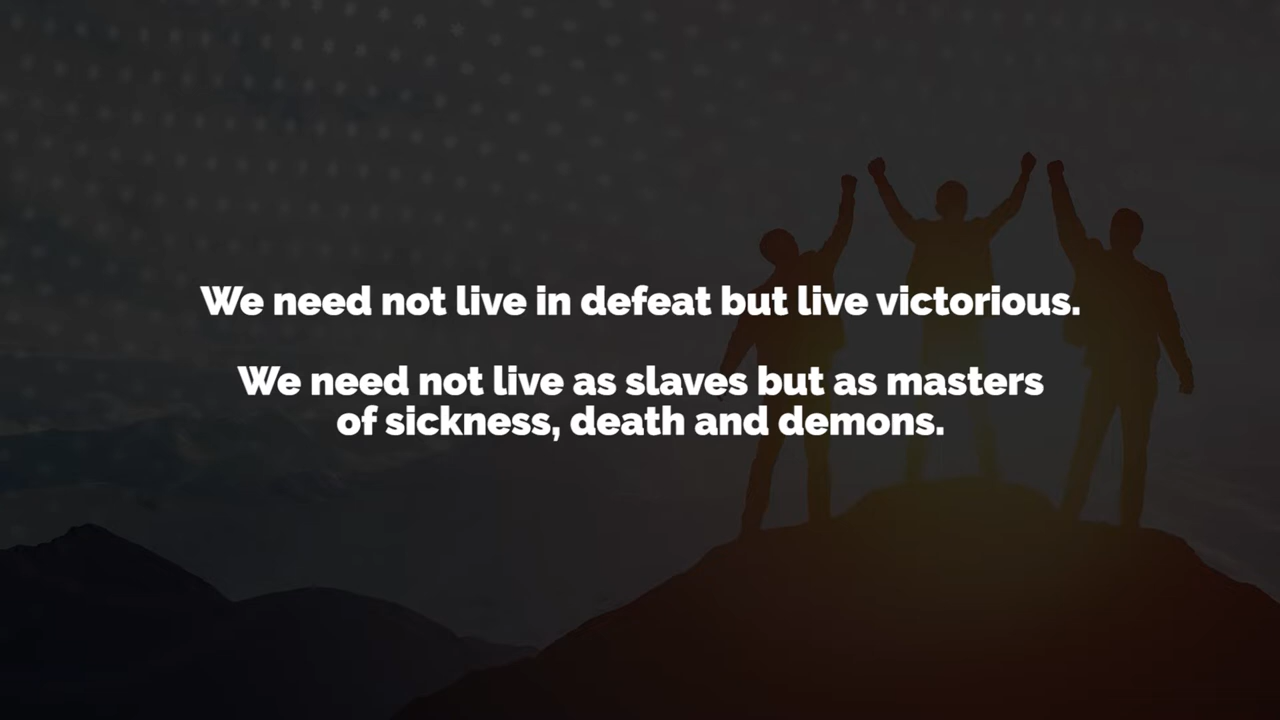 We need not live in defeat but live victorious.
We need not live as slaves but as masters
of sickness, death and demons.